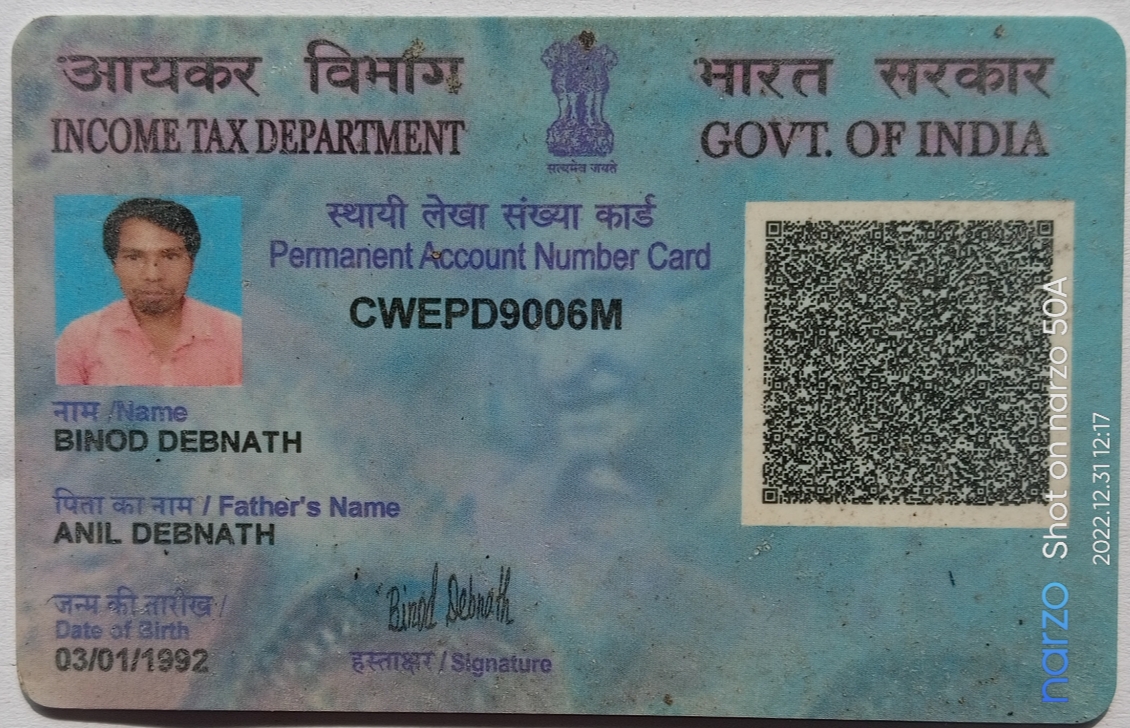 आयकर विभाग
INCOME TAX DEPARTMENT
सत्यमेव जयते
भारत सरकार
GOVT. OF INDIA
स्थायी लेखा संख्या कार्ड
Permanent Account Number Card
CWEPD9006M
नाम /Name
BINOD DEBNATH
पिता का नाम / Father's Name
ANIL DEBNATH
जन्म की तारीख /
Date of Birth
03/01/1992
Binod Debnath
हस्ताक्षर / Signature
narzo Shot on narzo 50A
2022.12.31 12:17